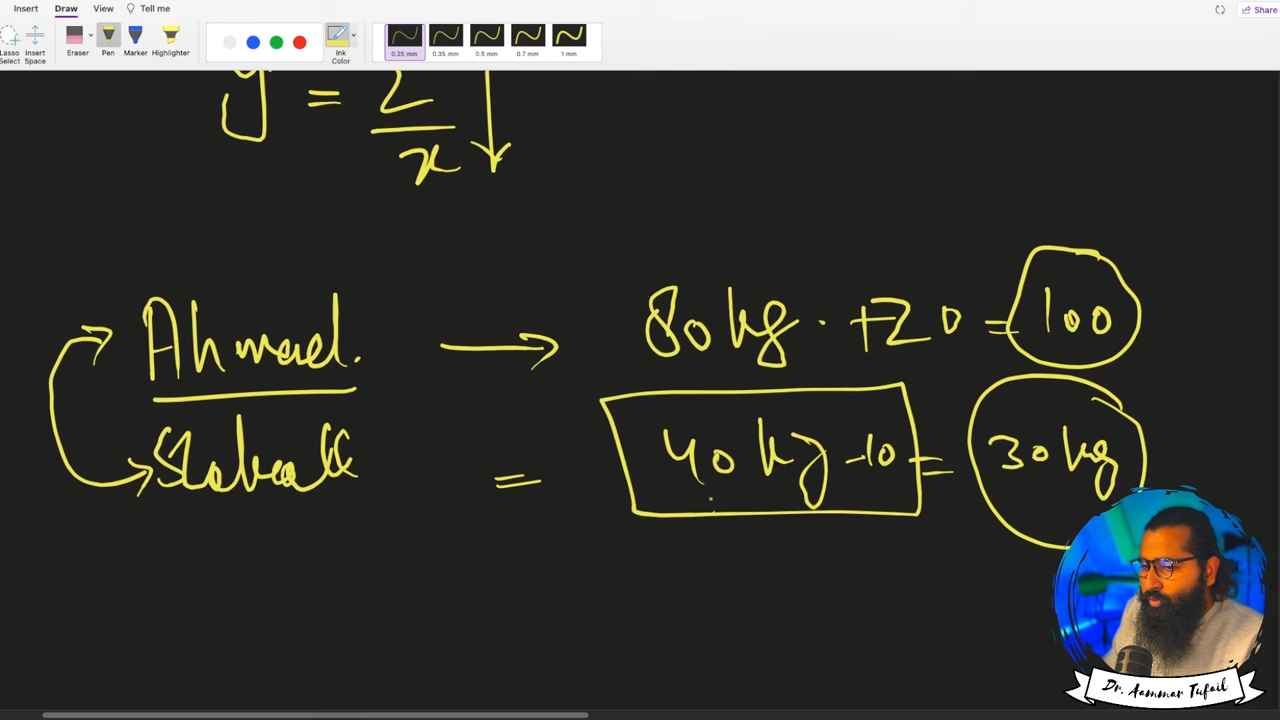 Insert Draw View Tell me
Share
Lasso Select
Insert Space
Eraser
Pen
Marker
Highlighter
Ink Color
0.25 mm 0.35 mm 0.5 mm 0.7 mm 1 mm
y = 2
x
Ahmad. → 80 kg. +20 = 100
= 40 kg -10 = 30 kg
Dr. Aammar Tufail